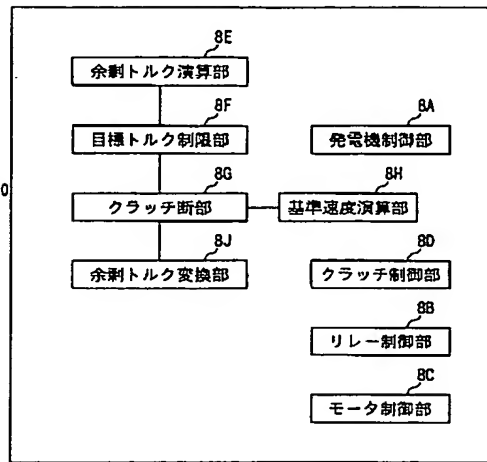 8E
余剰トルク演算部
8F
目標トルク制限部
8A
発電機制御部
8G
クラッチ断部
8H
基準速度演算部
8J
余剰トルク変換部
8D
クラッチ制御部
8B
リレー制御部
8C
モータ制御部
0